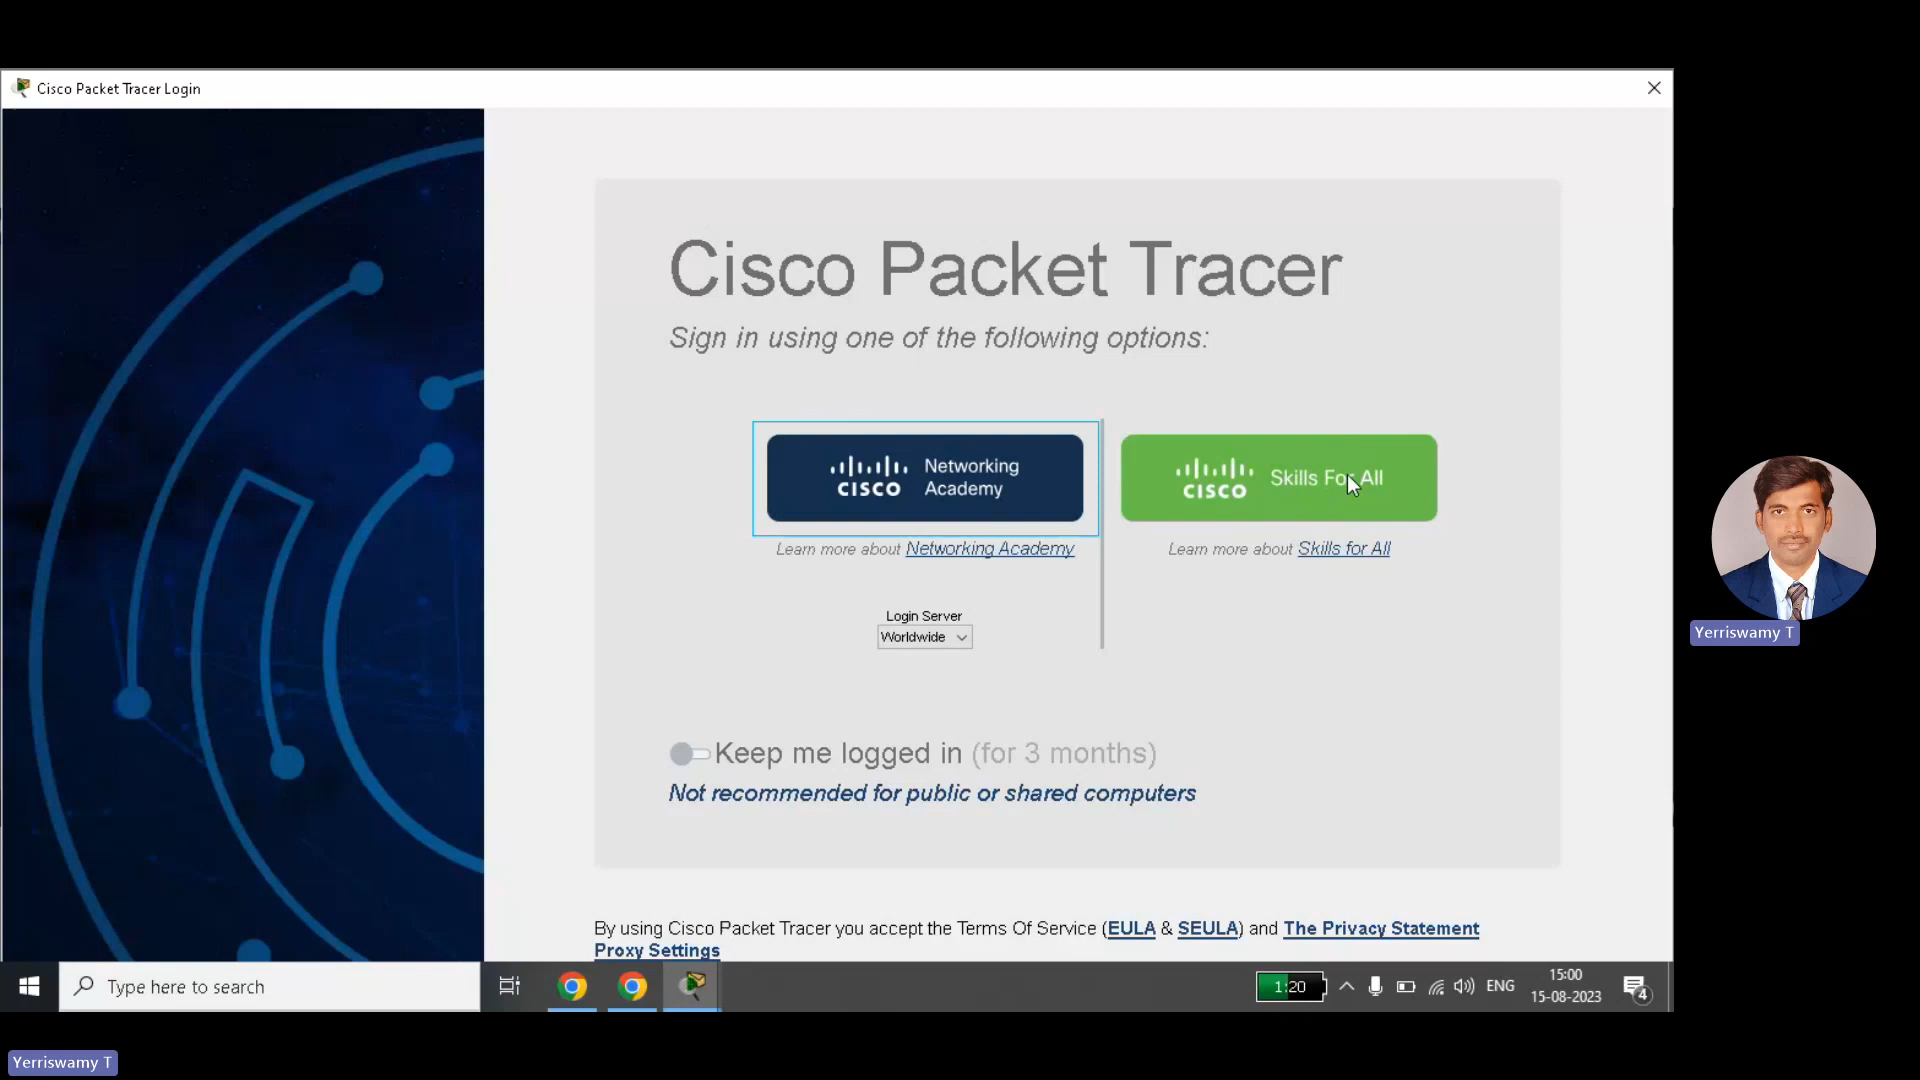 Cisco Packet Tracer Login
Cisco Packet Tracer
Sign in using one of the following options:
CISCO
Networking
Academy
CISCO
Skills For All
Learn more about Networking Academy
Learn more about Skills for All
Login Server
Worldwide
Keep me logged in (for 3 months)
Not recommended for public or shared computers
By using Cisco Packet Tracer you accept the Terms Of Service (EULA & SEULA) and The Privacy Statement
Proxy Settings
Type here to search
1:20
ENG
15:00
15-08-2023
4
Yerriswamy T
Yerriswamy T